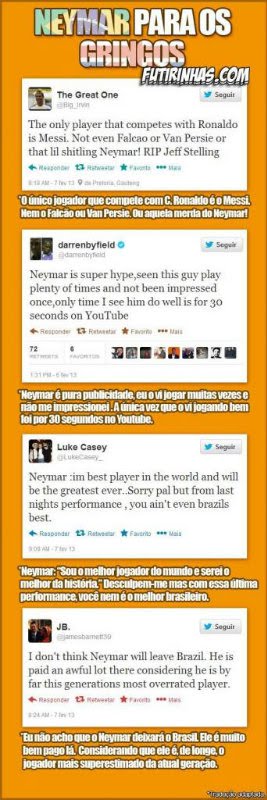 NEYMAR PARA OS
GRINGOS
FUTIRINHAS.COM
The Great One
@Big_Irvin
Seguir
The only player that competes with Ronaldo
is Messi. Not even Falcao or Van Persie or
that lil shitling Neymar! RIP Jeff Stelling
Responder Retweetar Favorito Mais
8:19 AM - 7 fev 13 de Pretoria, Gauteng
"O único jogador que compete com C. Ronaldo é o Messi.
Nem o Falcão ou Van Persie. Ou aquela merda do Neymar!
darrenbyfield
@darrenbyfield
Seguir
Neymar is super hype,seen this guy play
plenty of times and not been impressed
once,only time I see him do well is for 30
seconds on YouTube
Responder Retweetar Favorito Mais
72 6
RETWEETS FAVORITOS
1:31 PM - 6 fev 13
"Neymar é pura publicidade, eu o vi jogar muitas vezes e
não me impressionei . A única vez que o vi jogando bem
foi por 30 segundos no Youtube.
Luke Casey
@LukeCasey_
Seguir
Neymar :im best player in the world and will
be the greatest ever..Sorry pal but from last
nights performance , you ain't even brazils
best.
Responder Retweetar Favorito Mais
9:08 AM - 7 fev 13
"Neymar: "Sou o melhor jogador do mundo e serei o
melhor da história." Desculpem-me mas com essa última
performance, você nem é o melhor brasileiro.
JB.
@jamesbarnett39
Seguir
I don't think Neymar will leave Brazil. He is
paid an awful lot there considering he is by
far this generations most overrated player.
Responder Retweetar Favorito Mais
8:24 AM - 7 fev 13
"Eu não acho que o Neymar deixará o Brasil. Ele é muito
bem pago lá. Considerando que ele é, de longe, o
jogador mais superestimado da atual geração.
*tradução adaptada